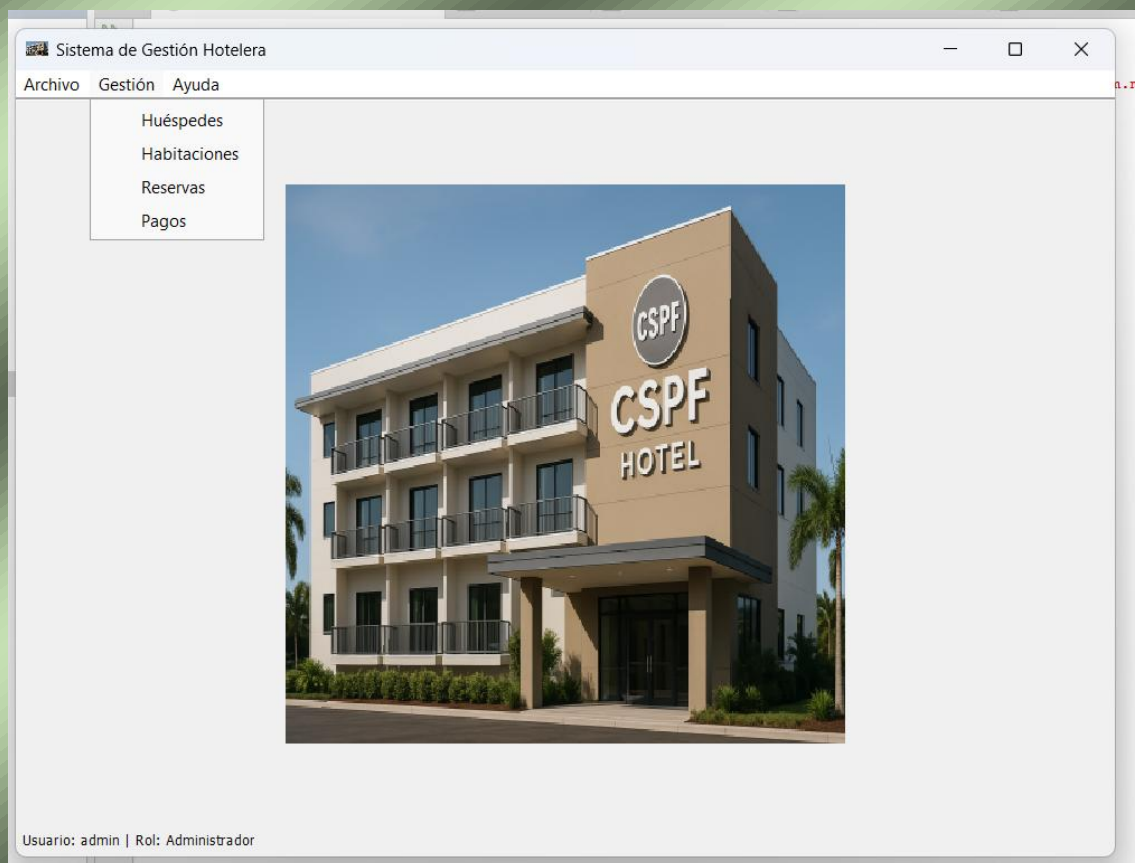 Sistema de Gestión Hotelera
Archivo Gestión Ayuda
Huéspedes
Habitaciones
Reservas
Pagos
CSPF
CSPF
HOTEL
Usuario: admin | Rol: Administrador